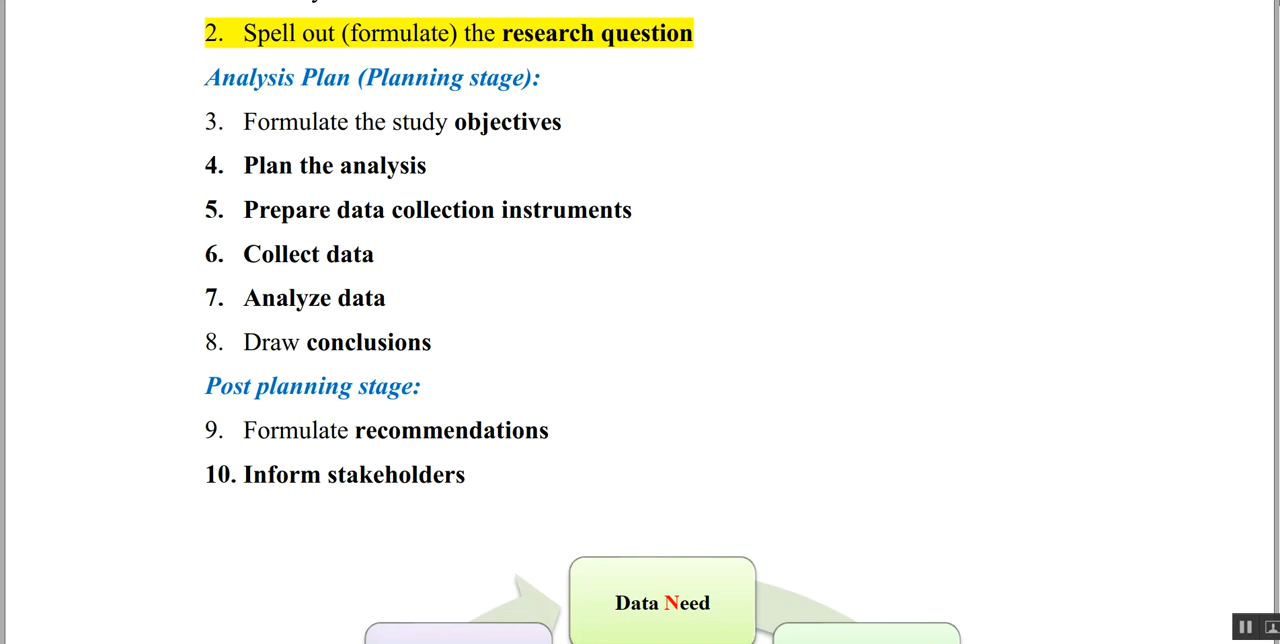 2. Spell out (formulate) the research question
Analysis Plan (Planning stage):
3. Formulate the study objectives
4. Plan the analysis
5. Prepare data collection instruments
6. Collect data
7. Analyze data
8. Draw conclusions
Post planning stage:
9. Formulate recommendations
10. Inform stakeholders
Data Need